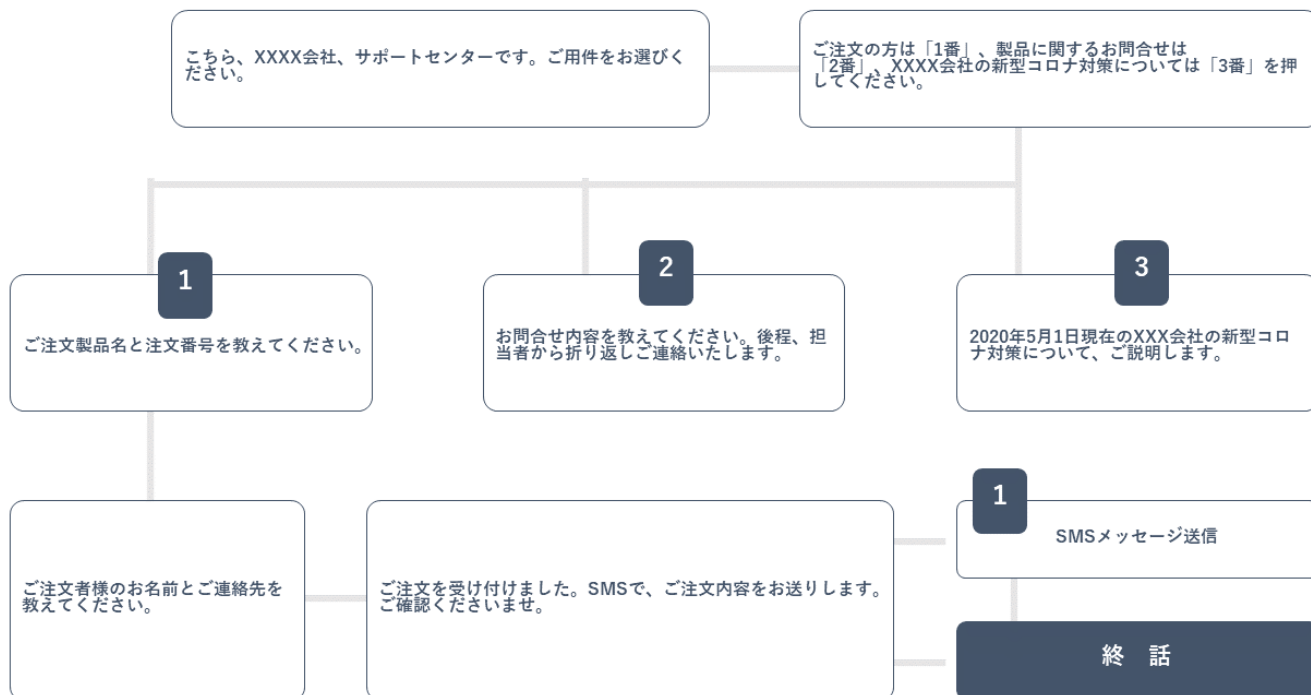 こちら、XXXX会社、サポートセンターです。ご用件をお選びく
ださい。
ご注文の方は「1番」、製品に関するお問合せは
「2番」、XXXX会社の新型コロナ対策については「3番」を押
してください。
1
ご注文製品名と注文番号を教えてください。
2
お問合せ内容を教えてください。後程、担
当者から折り返しご連絡いたします。
3
2020年5月1日現在のXXX会社の新型コロ
ナ対策について、ご説明します。
ご注文者様のお名前とご連絡先を
教えてください。
ご注文を受け付けました。SMSで、ご注文内容をお送りします。
ご確認くださいませ。
1
SMSメッセージ送信
終 話